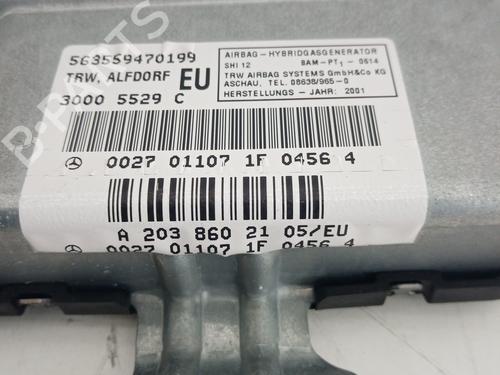 563559470199
TRW, ALFDORF EU
3000 5529 C
AIRBAG-HYBRIDGASGENERATOR
SHI 12 BAM-PT1-0614
TRW AIRBAG SYSTEMS GmbH&Co KG
ASCHAU, TEL. 08638/965-0
HERSTELLUNGS-JAHR: 2001
0027 01107 1F 0456 4
A 203 860 21 05/EU
0027 01107 1F 0456 4
B-PARTS